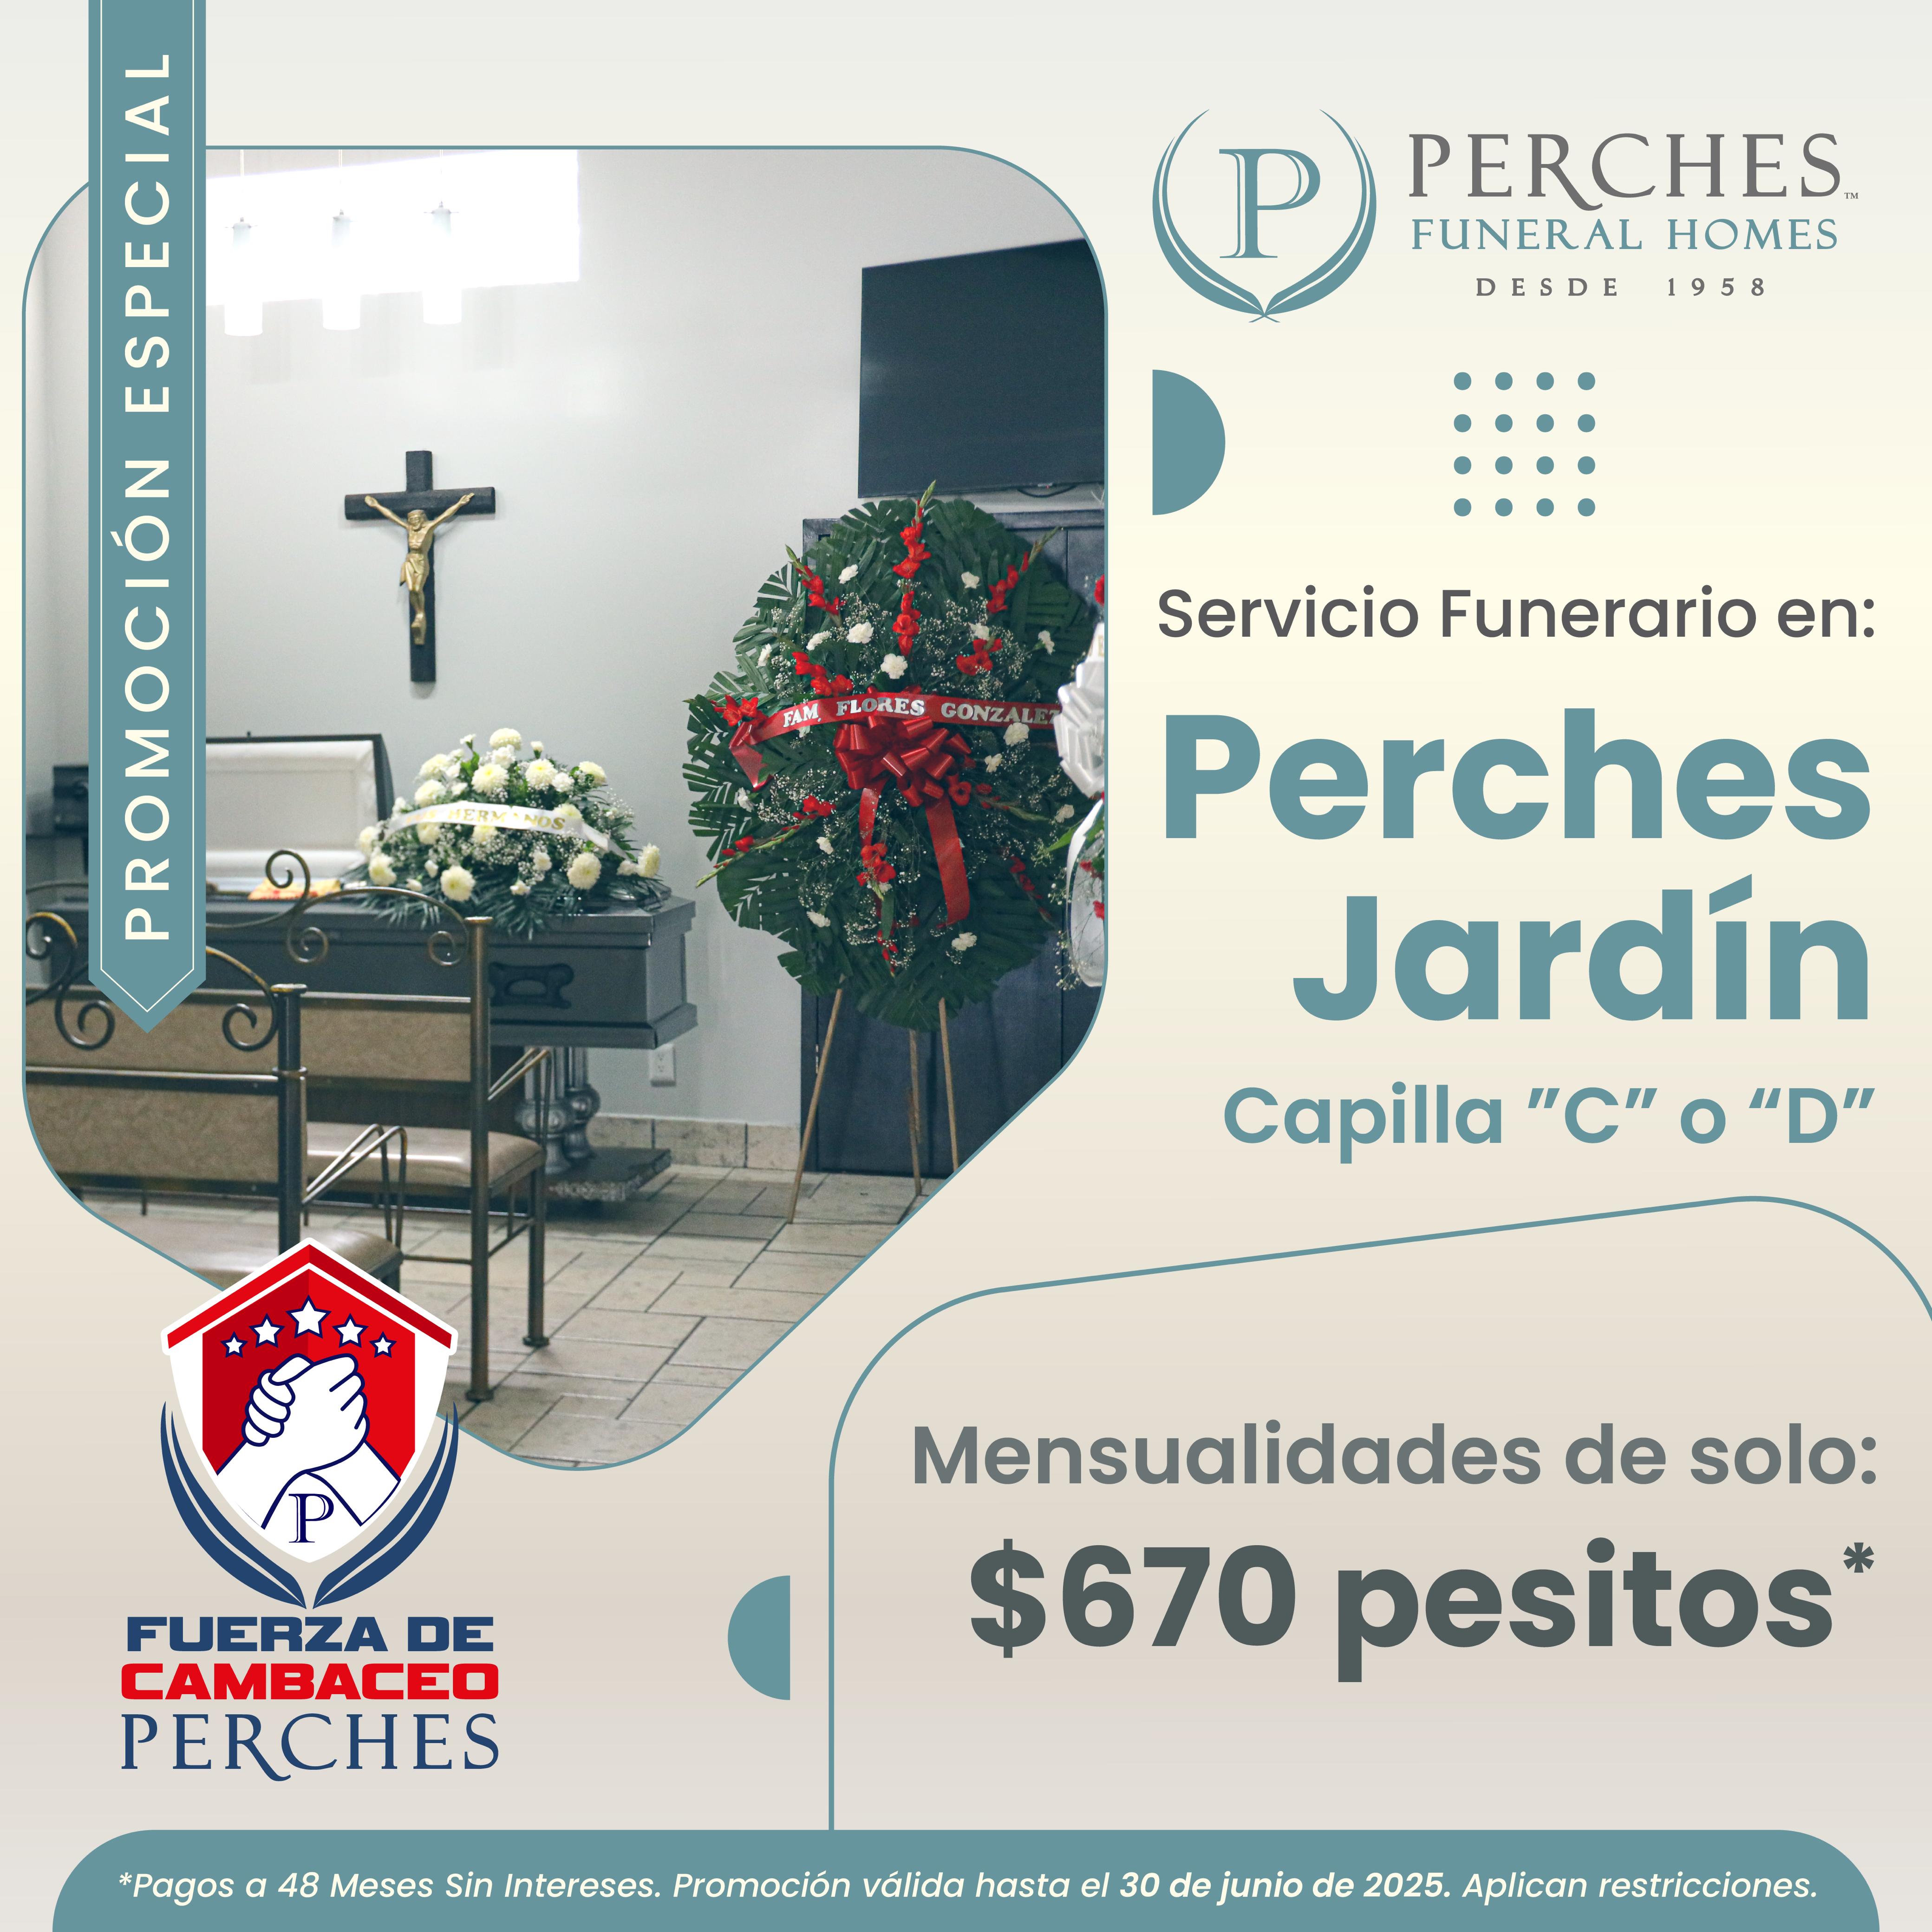 PROMOCIÓN ESPECIAL
P
PERCHES™
FUNERAL HOMES
DESDE 1958
FAM. FLORES GONZALEZ
HERMANOS
Servicio Funerario en:
Perches
Jardín
Capilla ”C” o “D”
Mensualidades de solo:
$670 pesitos*
P
FUERZA DE
CAMBACEO
PERCHES
*Pagos a 48 Meses Sin Intereses. Promoción válida hasta el 30 de junio de 2025. Aplican restricciones.